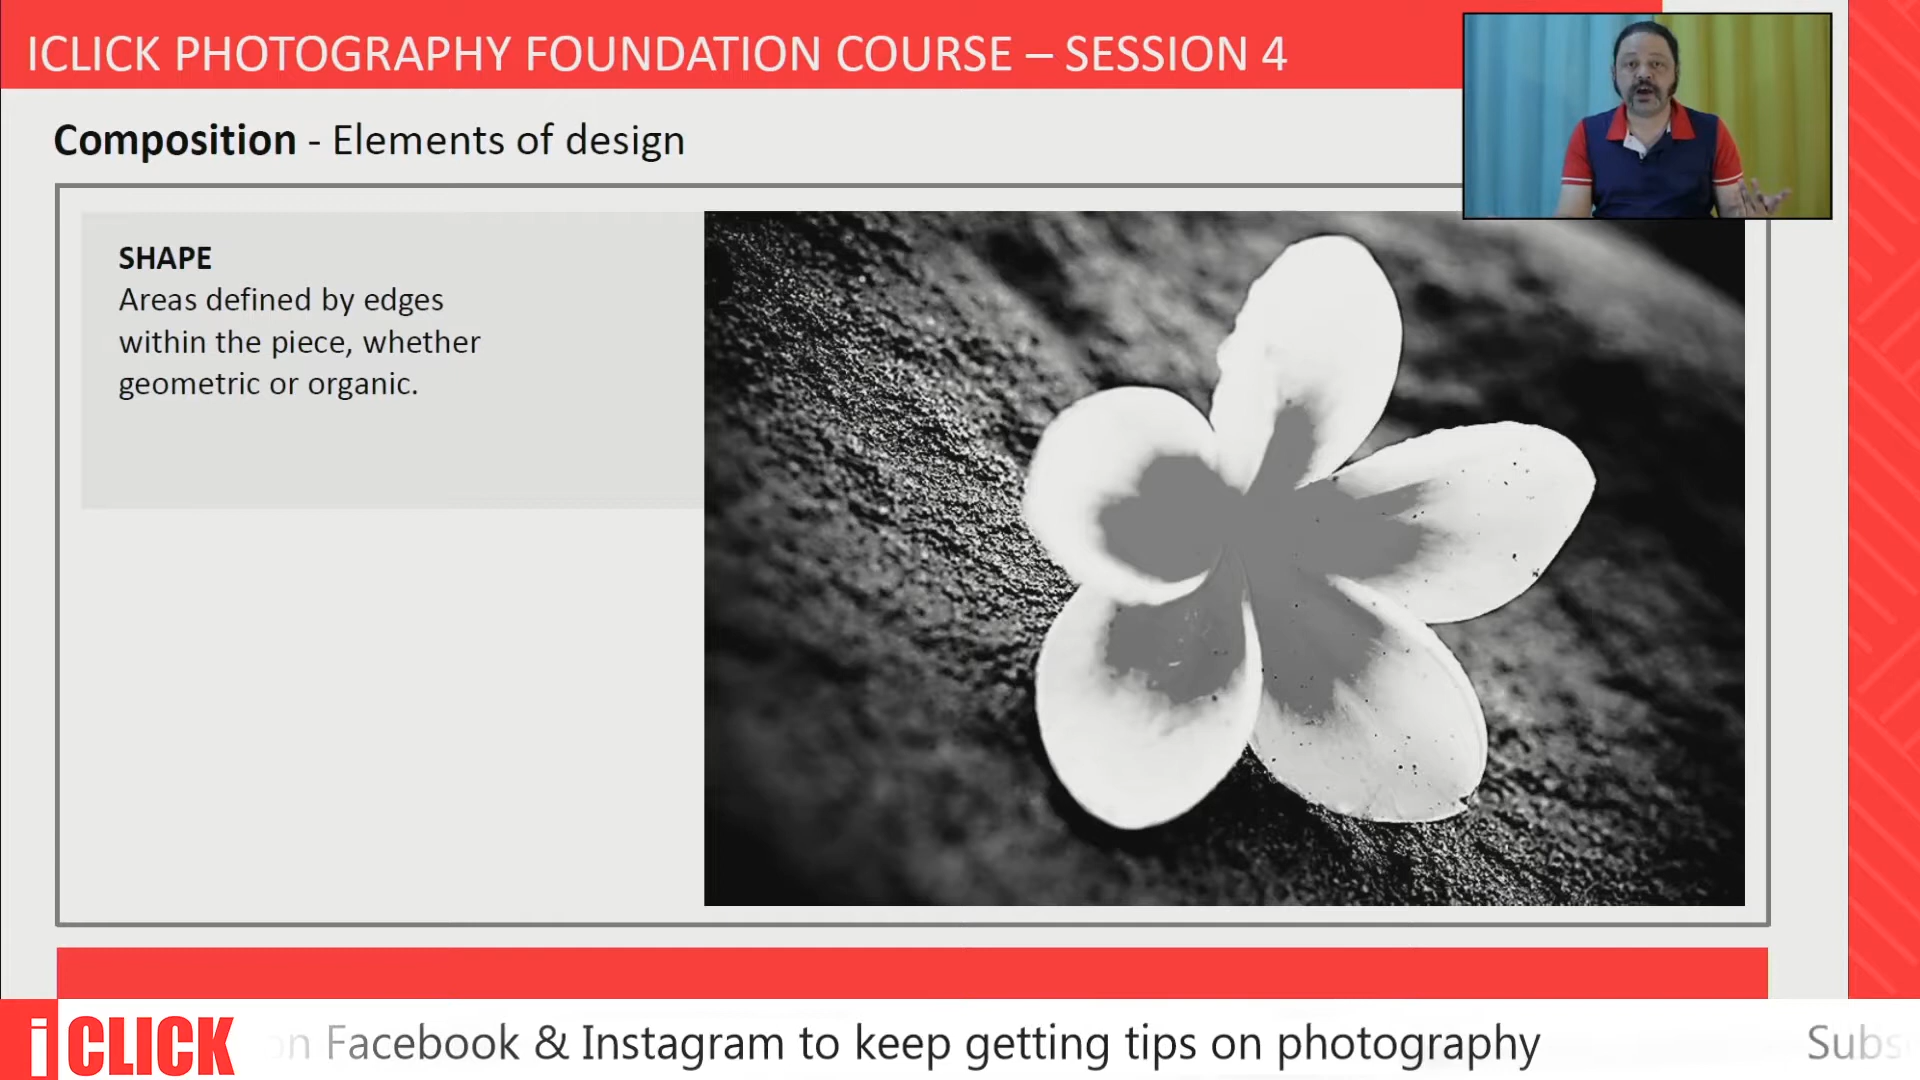 ICLICK PHOTOGRAPHY FOUNDATION COURSE – SESSION 4
Composition - Elements of design
SHAPE
Areas defined by edges
within the piece, whether
geometric or organic.
iCLICK
on Facebook & Instagram to keep getting tips on photography